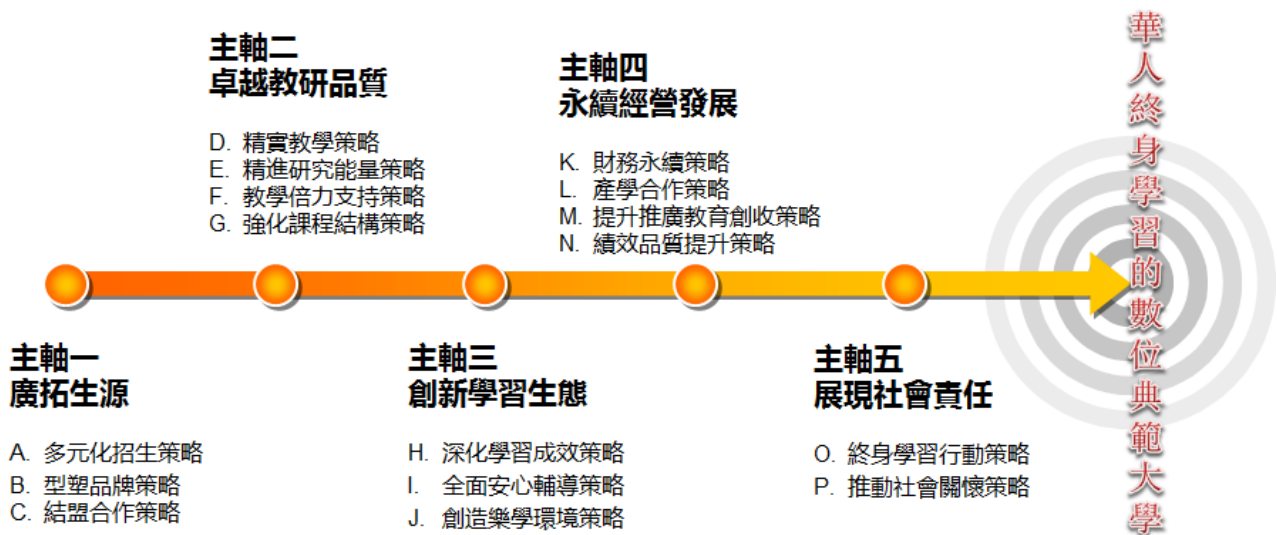 主軸一
廣拓生源
A. 多元化招生策略
B. 型塑品牌策略
C. 結盟合作策略
主軸二
卓越教研品質
D. 精實教學策略
E. 精進研究能量策略
F. 教學倍力支持策略
G. 強化課程結構策略
主軸三
創新學習生態
H. 深化學習成效策略
I. 全面安心輔導策略
J. 創造樂學環境策略
主軸四
永續經營發展
K. 財務永續策略
L. 產學合作策略
M. 提升推廣教育創收策略
N. 績效品質提升策略
主軸五
展現社會責任
O. 終身學習行動策略
P. 推動社會關懷策略
華人終身學習的數位典範大學